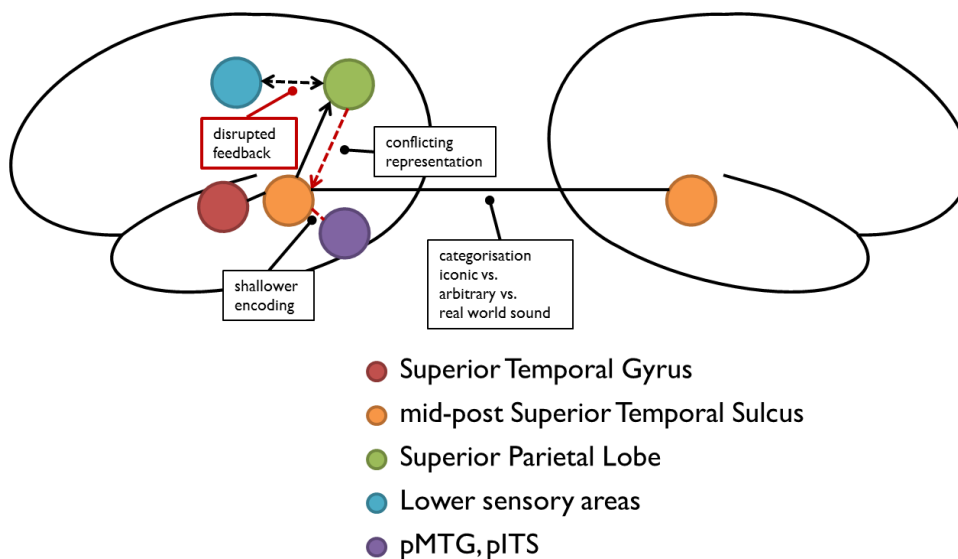 disrupted
feedback
conflicting
representation
shallower
encoding
categorisation
iconic vs.
arbitrary vs.
real world sound
Superior Temporal Gyrus
mid-post Superior Temporal Sulcus
Superior Parietal Lobe
Lower sensory areas
pMTG, pITS